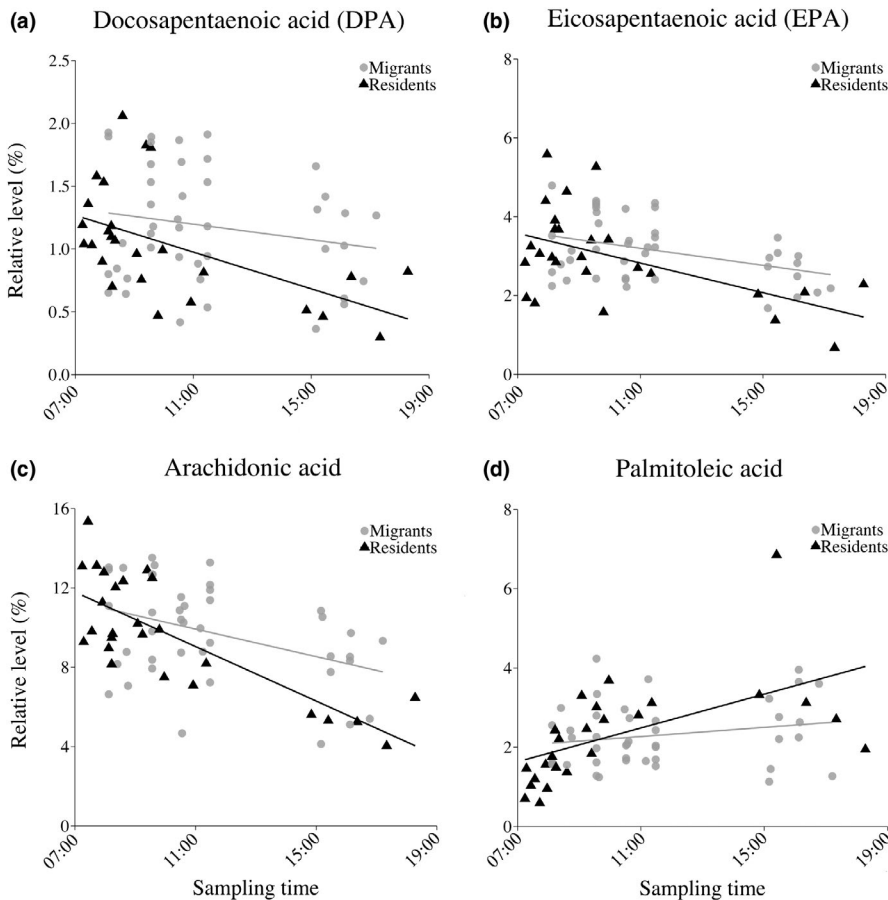 (a) Docosapentaenoic acid (DPA)
Relative level (%)
2.5
2.0
1.5
1.0
0.5
0.0
Migrants
Residents
07:00 11:00 15:00 19:00
(b) Eicosapentaenoic acid (EPA)
8
6
4
2
0
Migrants
Residents
07:00 11:00 15:00 19:00
(c) Arachidonic acid
Relative level (%)
16
12
8
4
0
Migrants
Residents
07:00 11:00 15:00 19:00
Sampling time
(d) Palmitoleic acid
8
6
4
2
0
Migrants
Residents
07:00 11:00 15:00 19:00
Sampling time